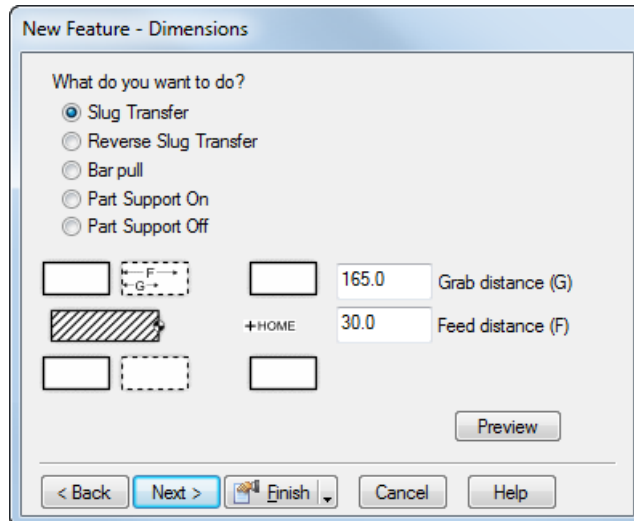 New Feature - Dimensions
What do you want to do?
Slug Transfer
Reverse Slug Transfer
Bar pull
Part Support On
Part Support Off
F
G
165.0 Grab distance (G)
+HOME 30.0 Feed distance (F)
Preview
< Back Next > Finish Cancel Help